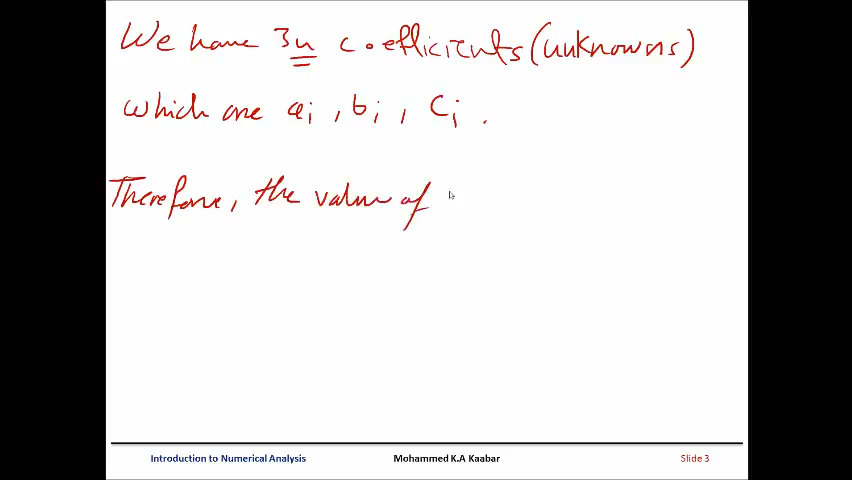 We have 3n coefficients (unknowns)
which are ai , bi , ci .
Therefore, the value of
Introduction to Numerical Analysis Mohammed K.A Kaabar Slide 3